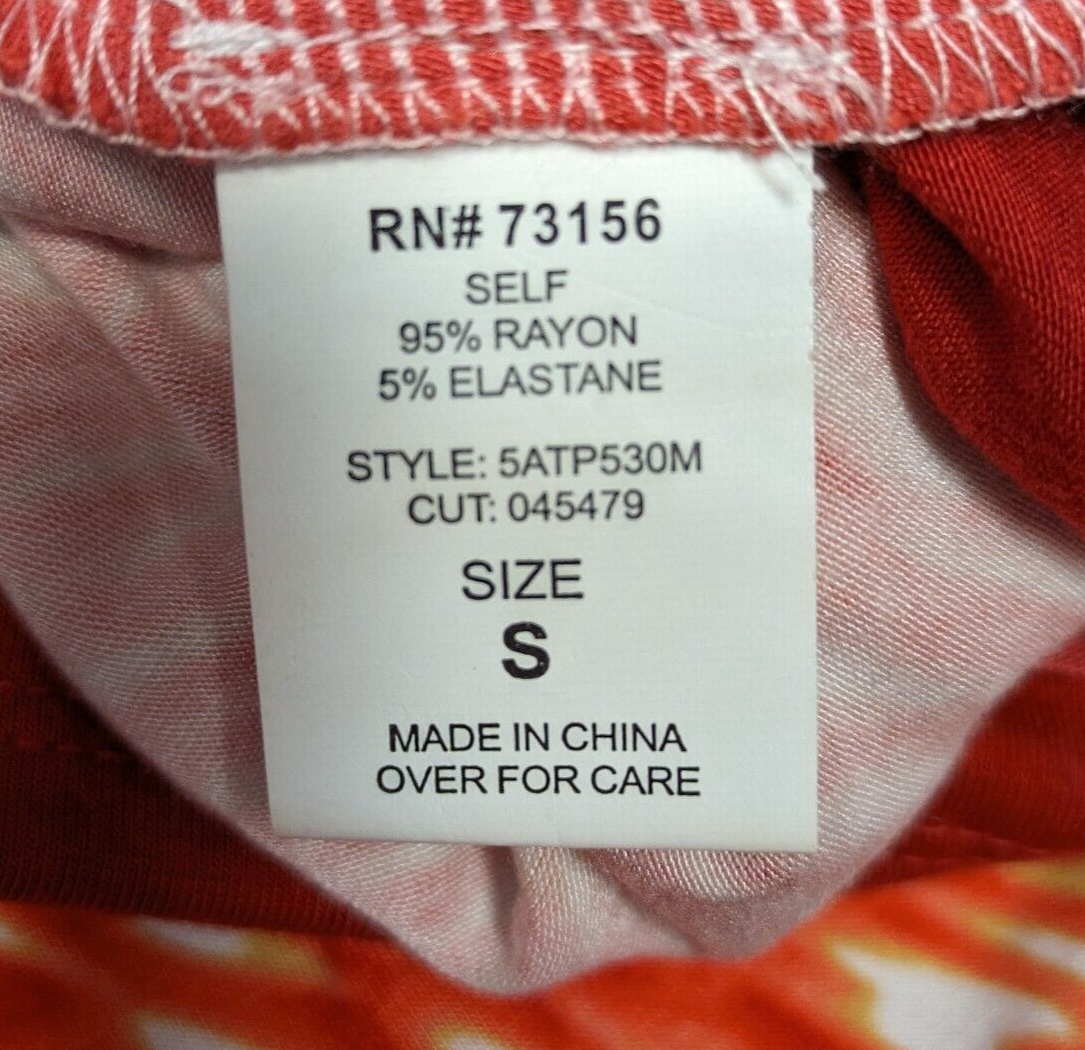 RN# 73156
SELF
95% RAYON
5% ELASTANE
STYLE: 5ATP530M
CUT: 045479
SIZE
S
MADE IN CHINA
OVER FOR CARE